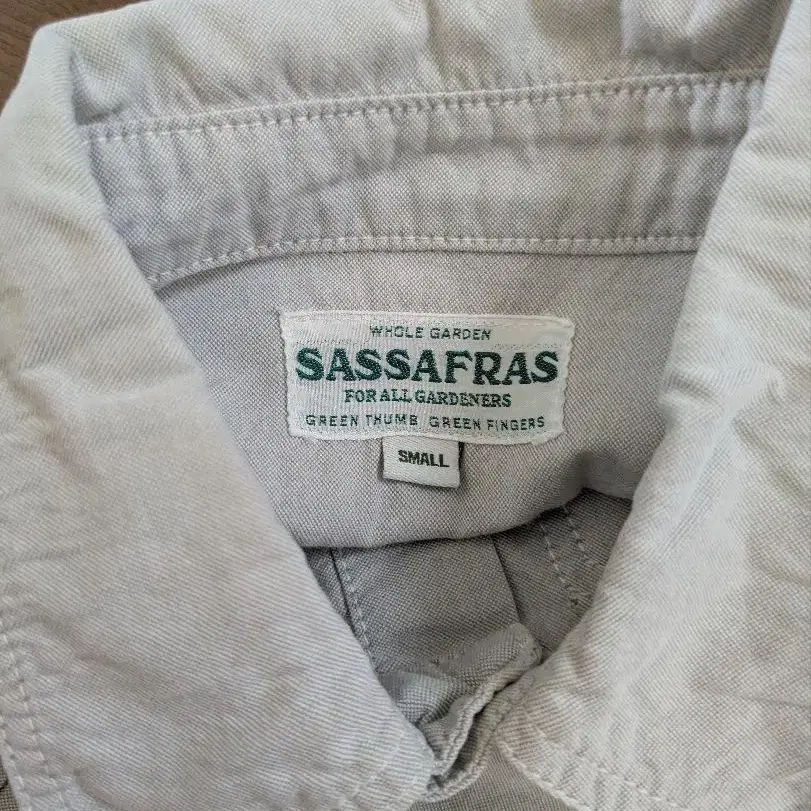 WHOLE GARDEN
SASSAFRAS
FOR ALL GARDENERS
GREEN THUMB GREEN FINGERS
SMALL